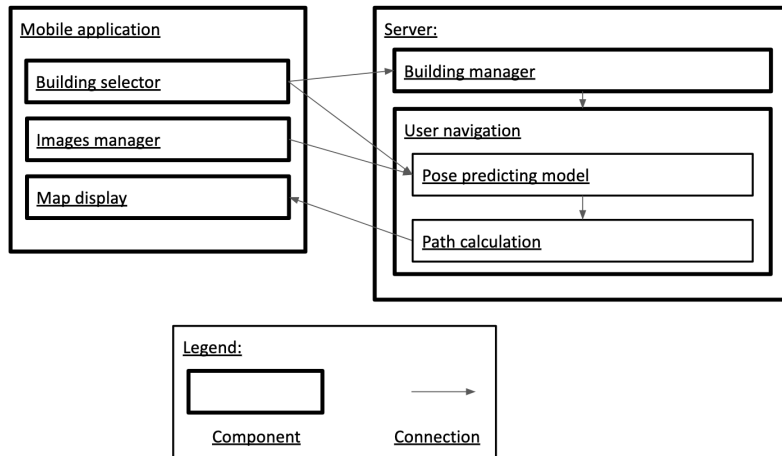 Mobile application
Building selector
Images manager
Map display
Server:
Building manager
User navigation
Pose predicting model
Path calculation
Legend:
Component
Connection